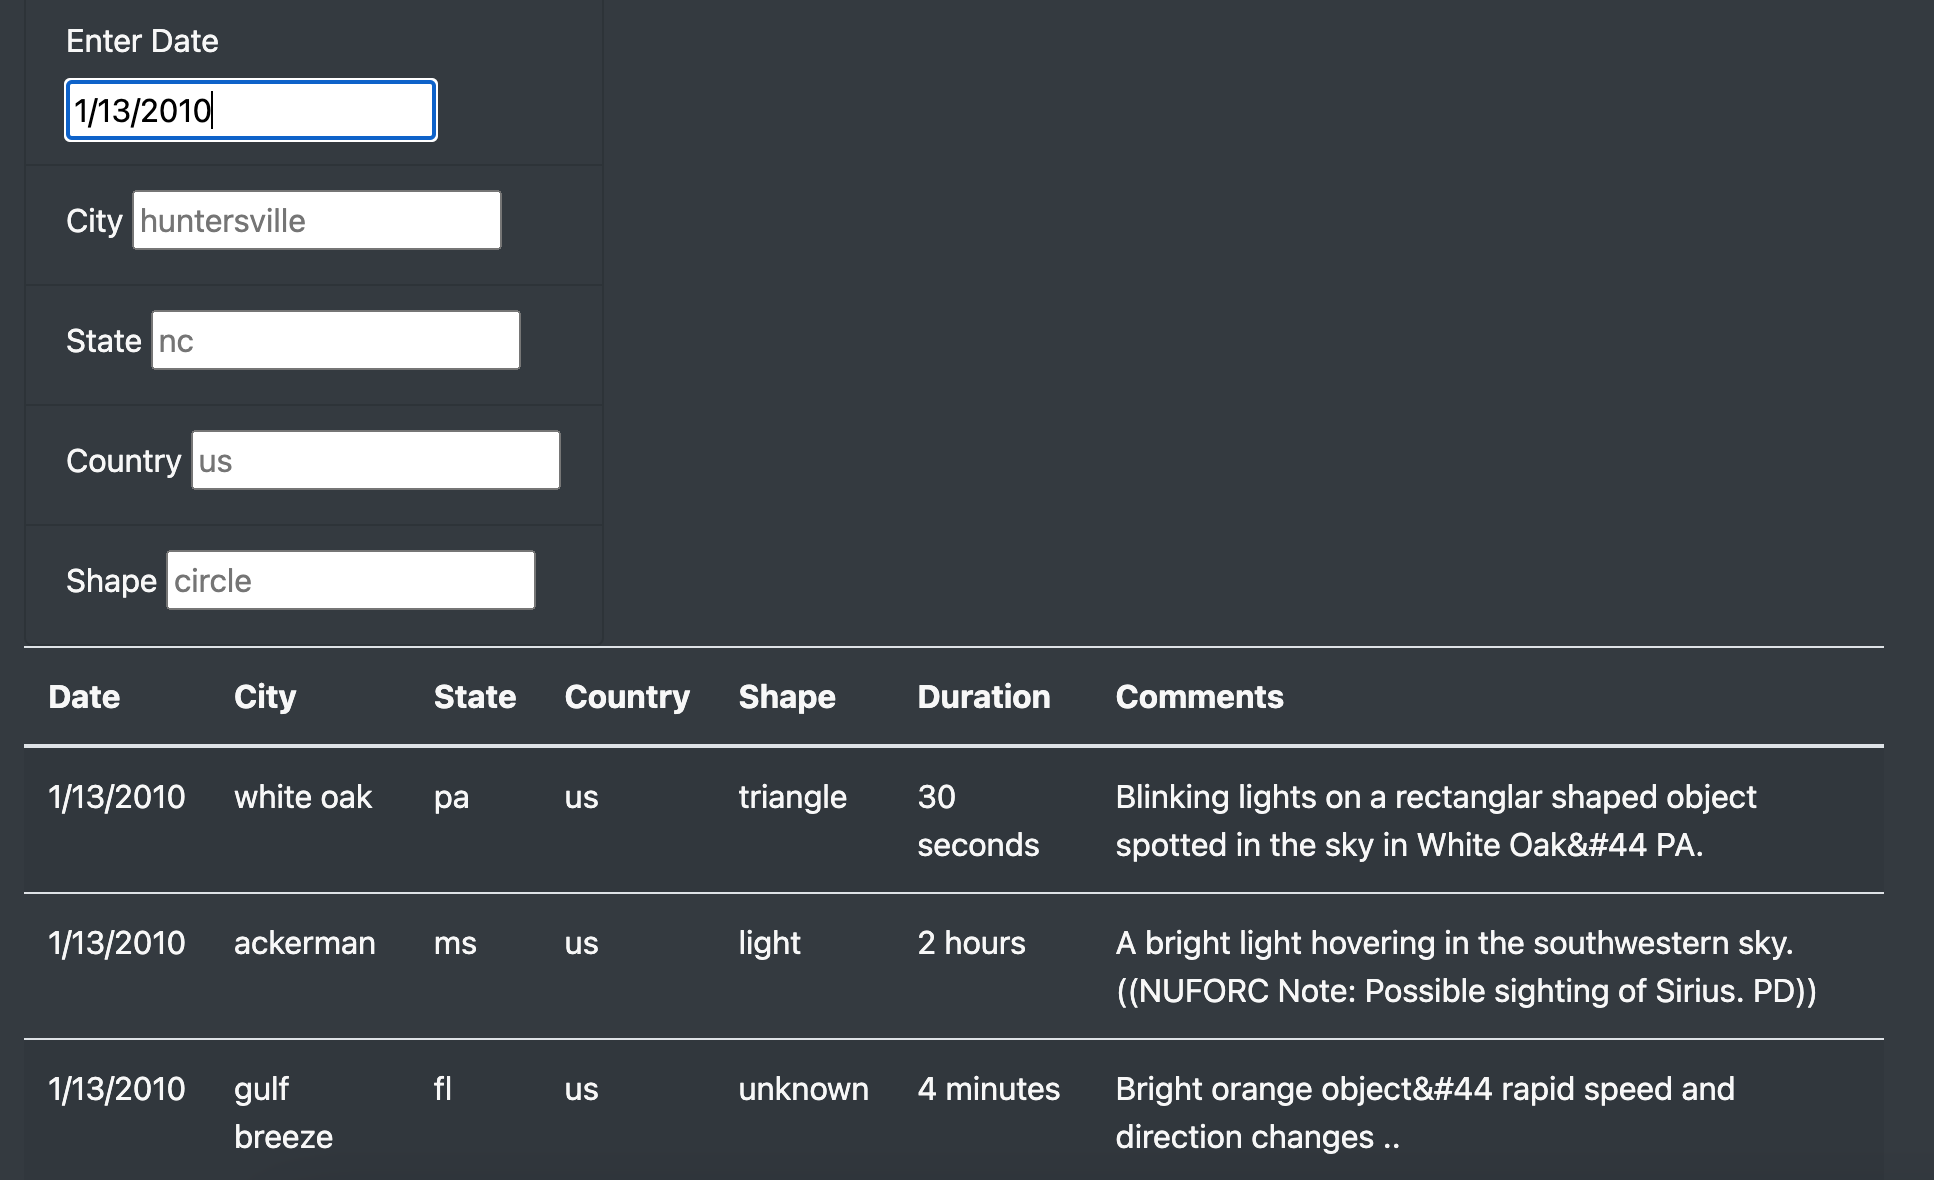 Enter Date
1/13/2010
City huntersville
State nc
Country us
Shape circle
Date City State Country Shape Duration Comments
1/13/2010 white oak pa us triangle 30 Blinking lights on a rectanglar shaped object
seconds spotted in the sky in White Oak&#44 PA.
1/13/2010 ackerman ms us light 2 hours A bright light hovering in the southwestern sky.
((NUFORC Note: Possible sighting of Sirius. PD))
1/13/2010 gulf fl us unknown 4 minutes Bright orange object&#44 rapid speed and
breeze direction changes ..